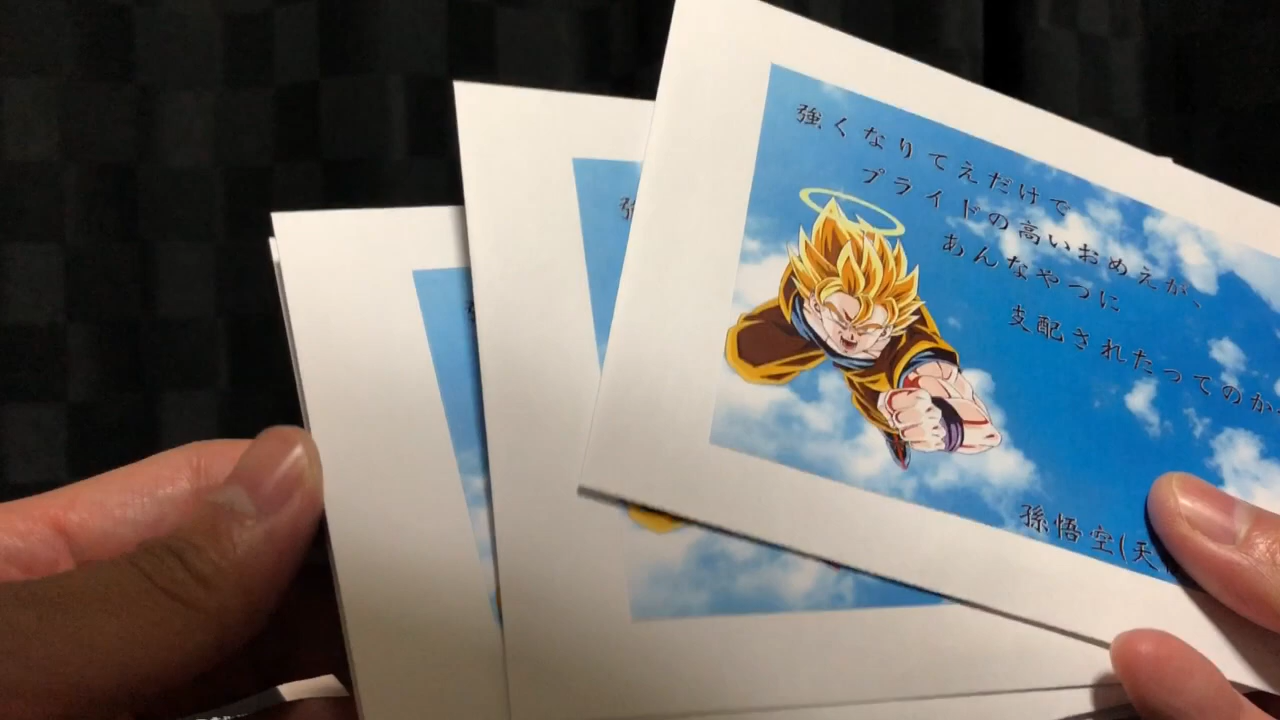 強くなりてえだけで
プライドの高いおめえが、
あんなやつに
支配されたってのか
孫悟空(天
強